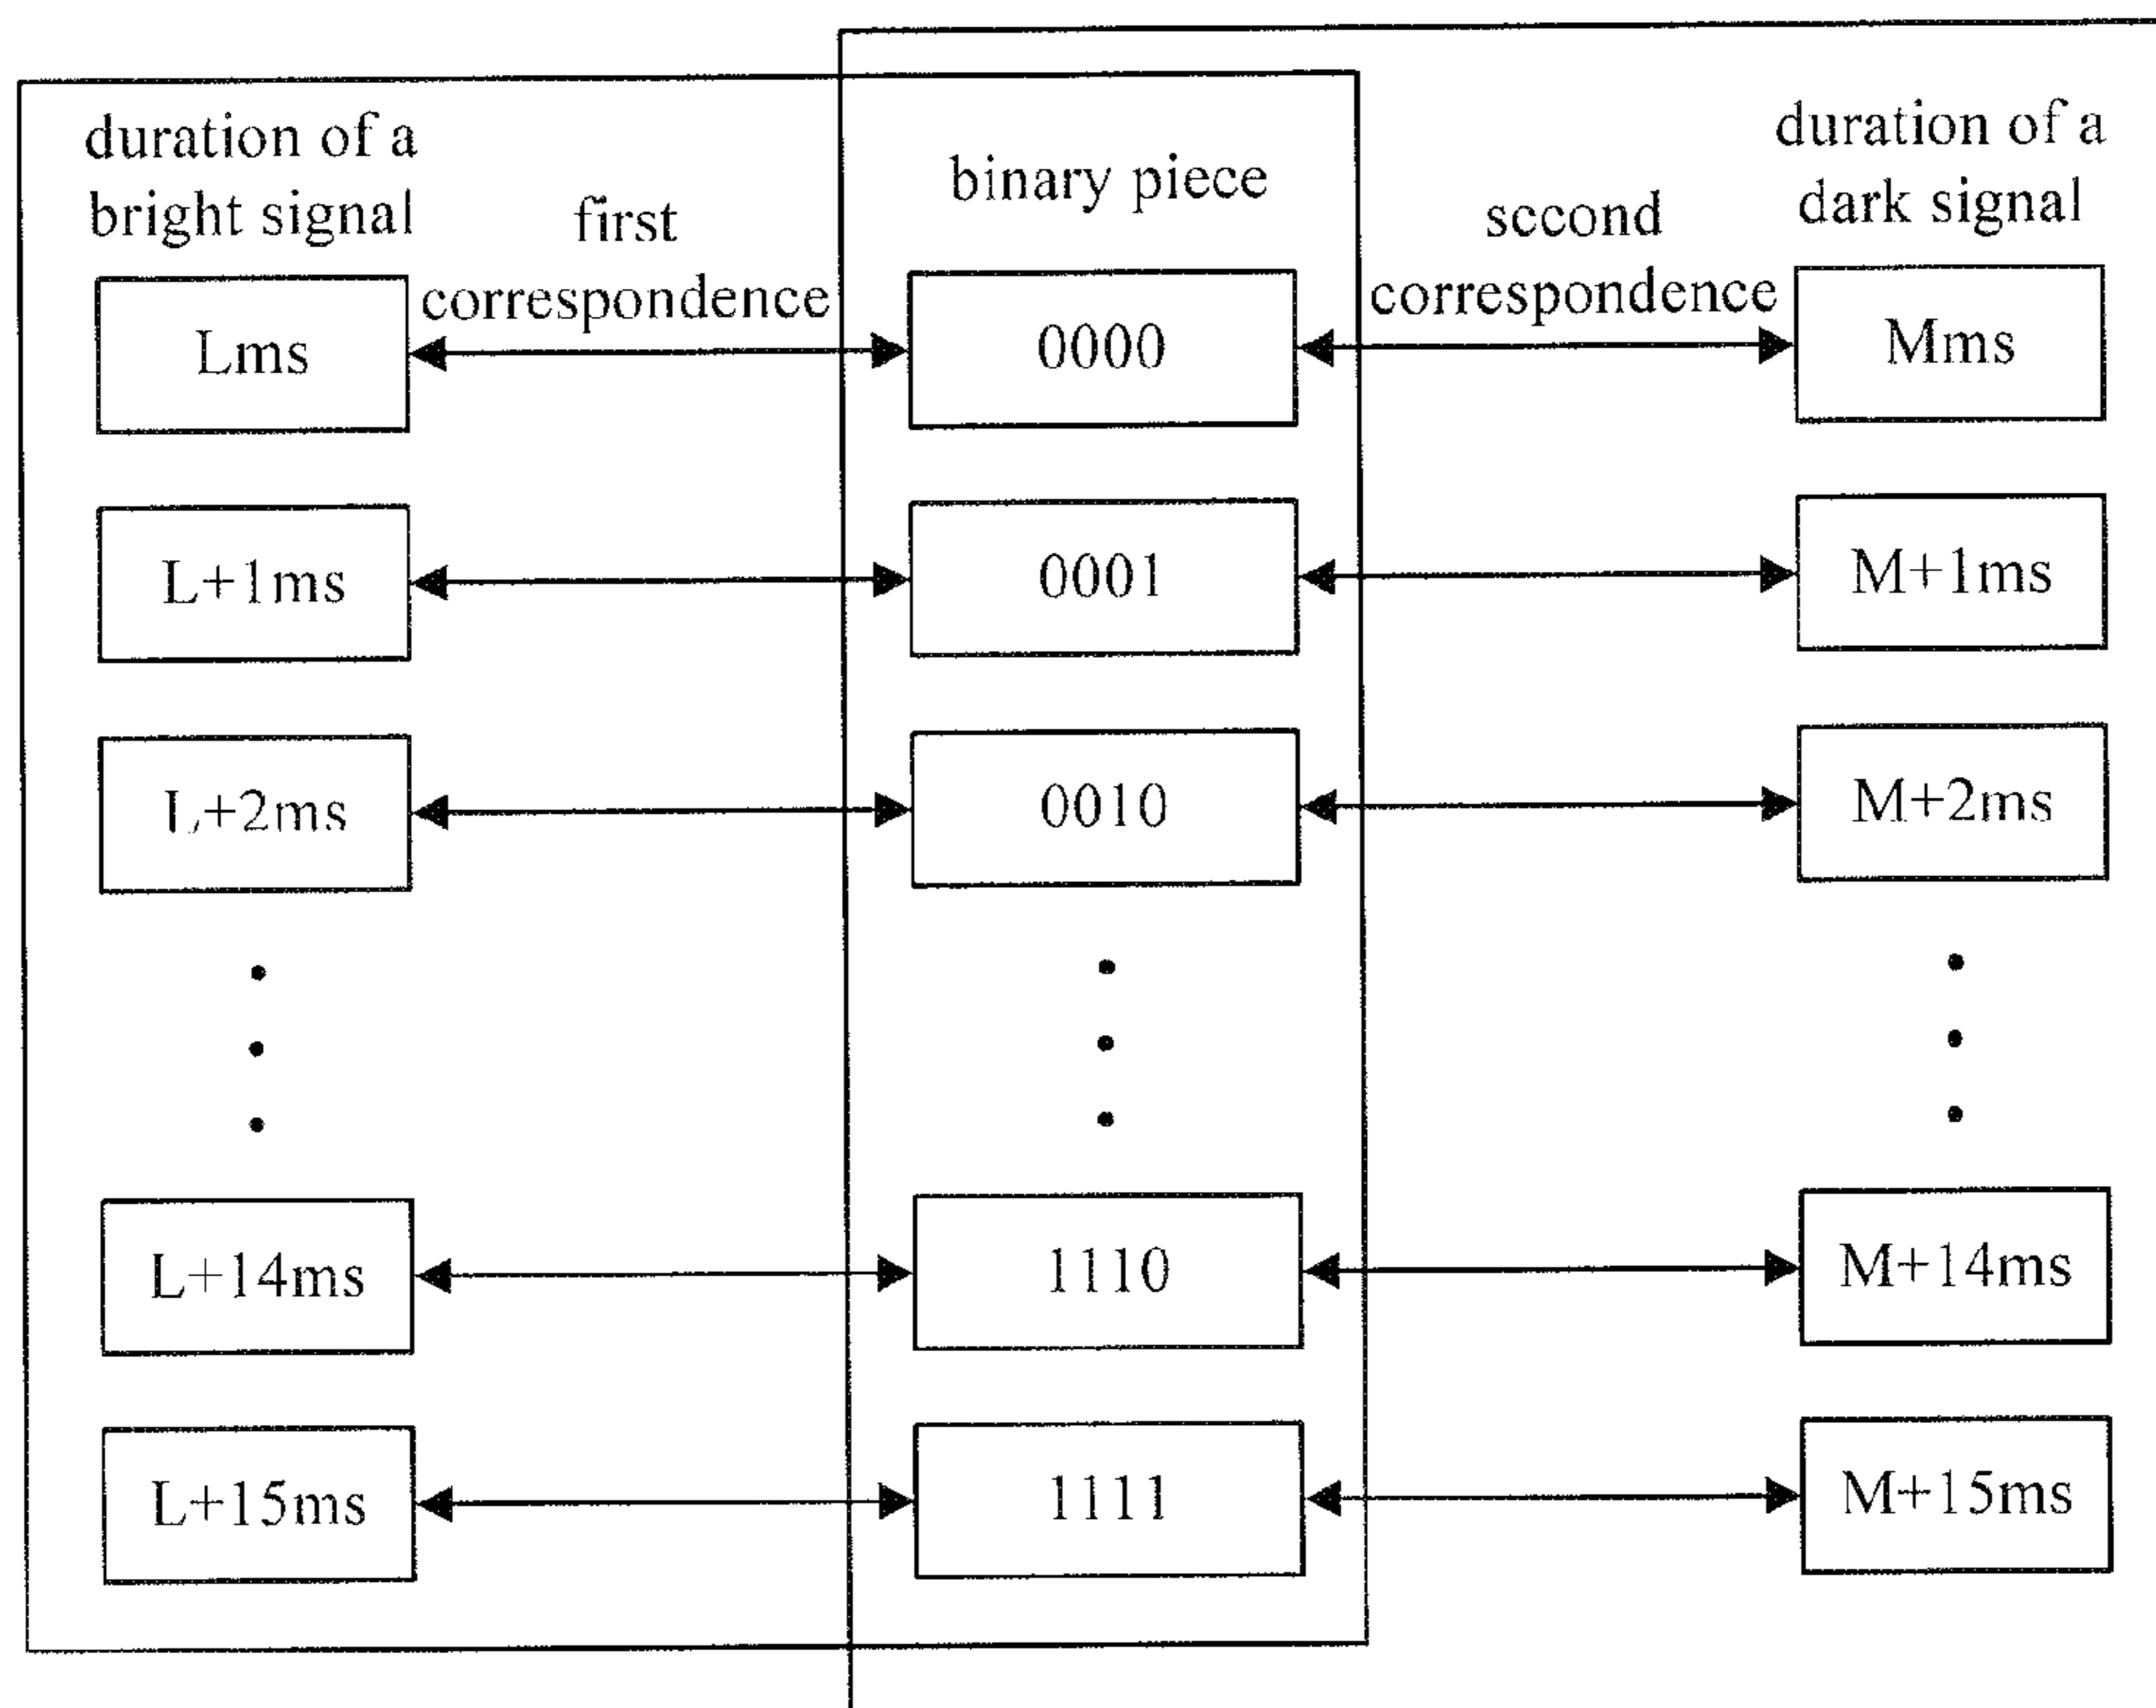 duration of a
bright signal
first
correspondence
binary piece
sccond
correspondence
duration of a
dark signal
Lms
0000
Mms
L+1ms
0001
M+1ms
L+2ms
0010
M+2ms
L+14ms
1110
M+14ms
L+15ms
1111
M+15ms